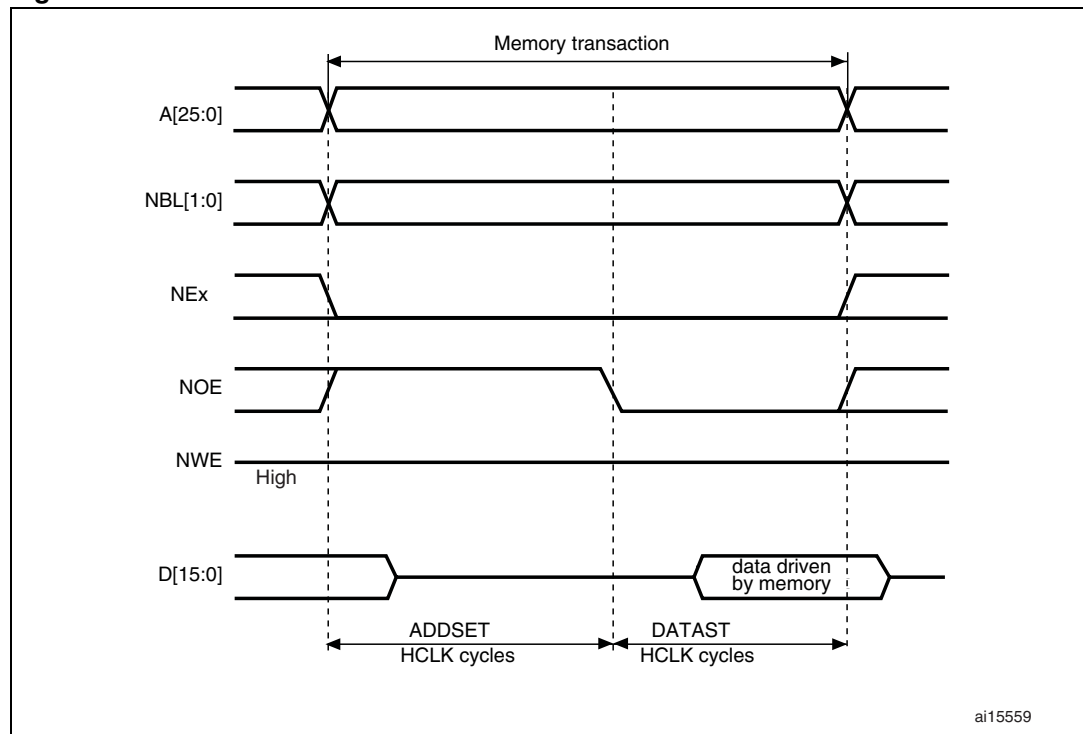 Memory transaction
A[25:0]
NBL[1:0]
NEx
NOE
NWE
High
D[15:0]
data driven
by memory
ADDSET
HCLK cycles
DATAST
HCLK cycles
ai15559